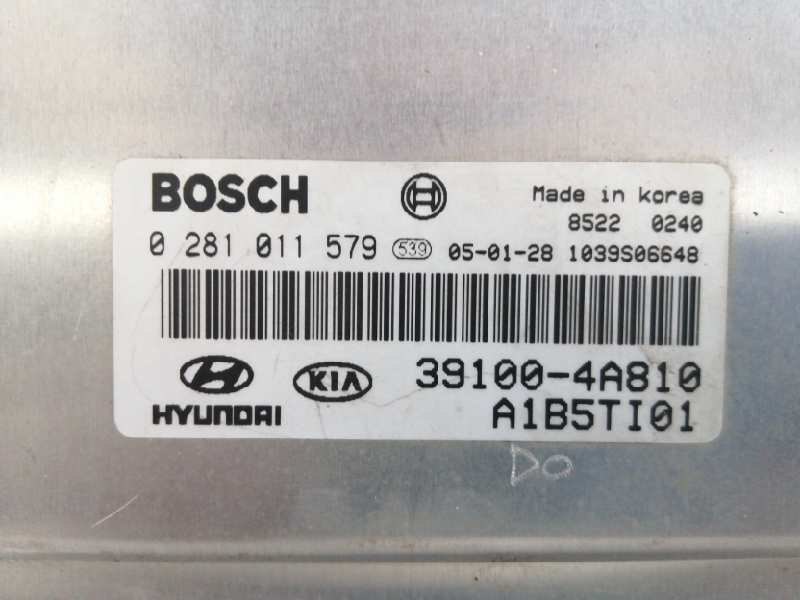 BOSCH
Made in korea
8522 0240
0 281 011 579 539 05-01-28 1039S06648
KIA 39100-4A810
HYUNDAI A1B5TI01
DO